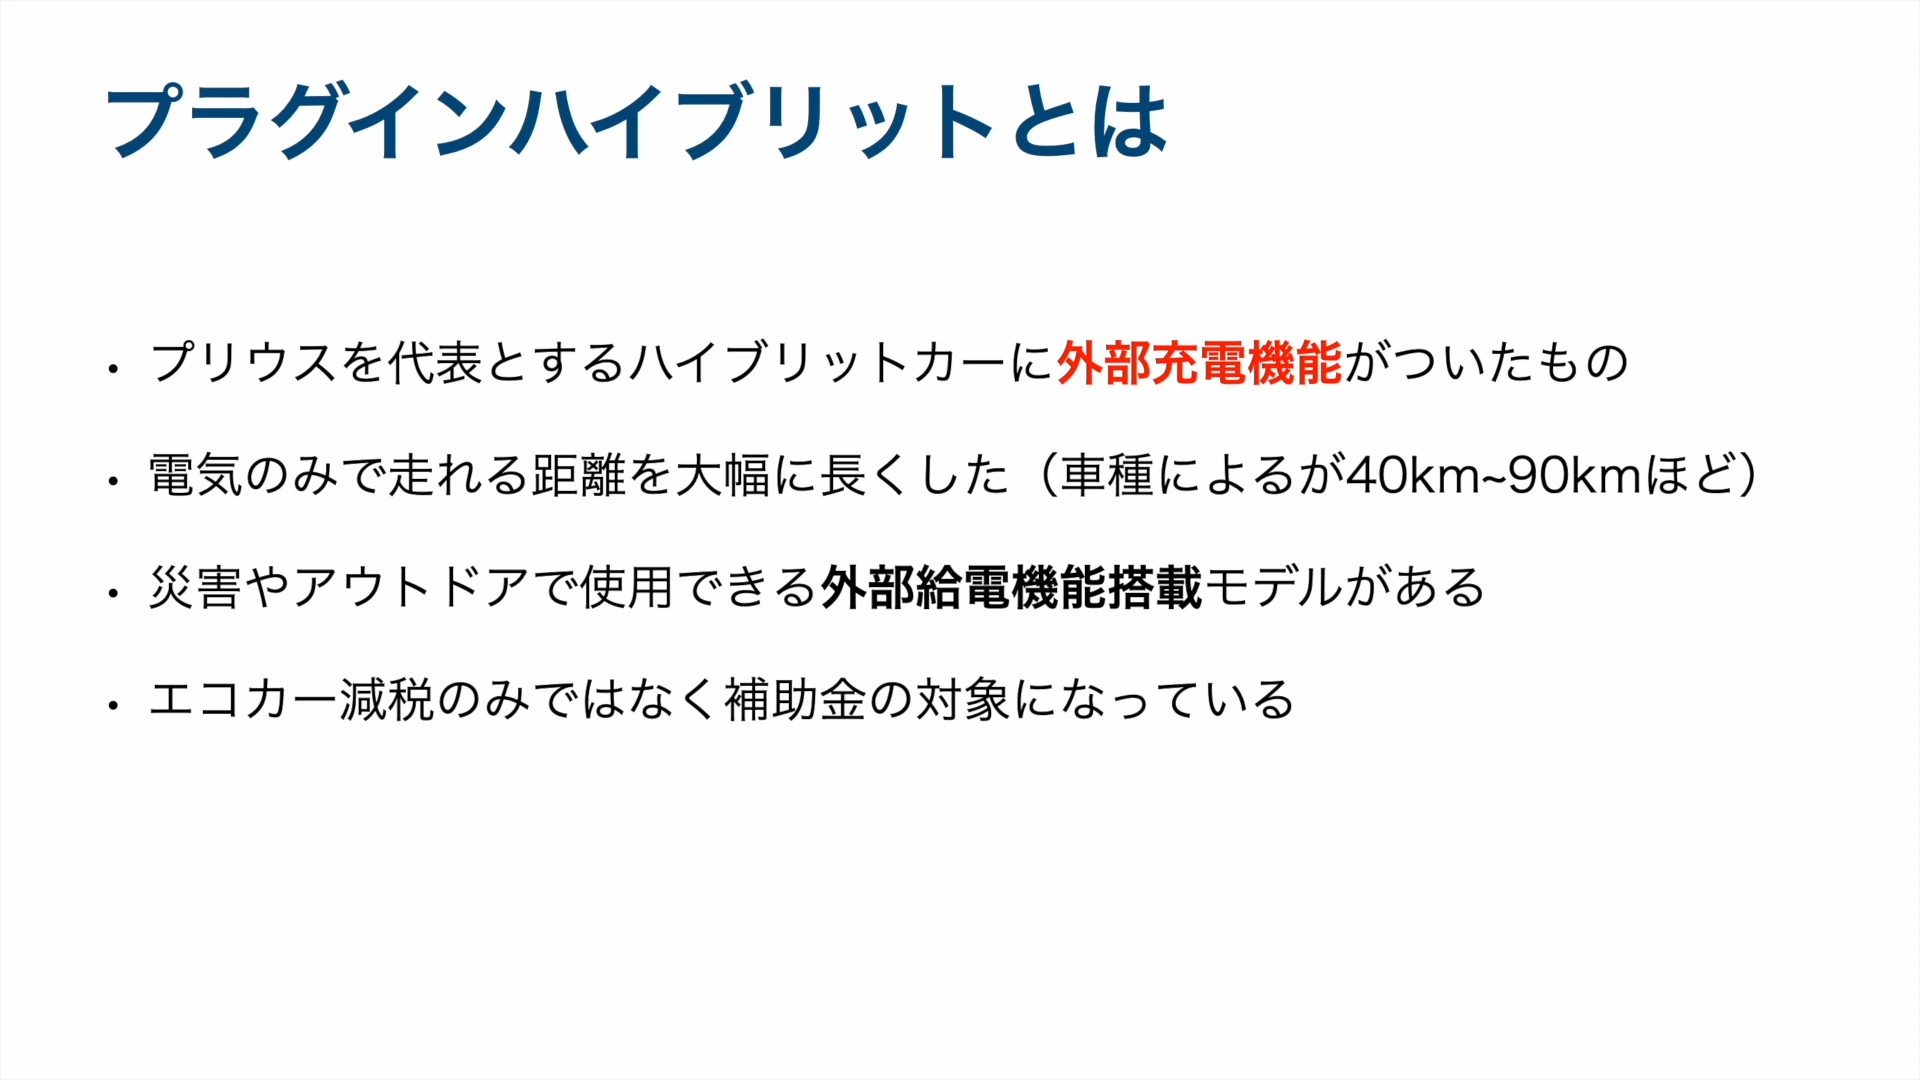 プラグインハイブリットとは
・プリウスを代表とするハイブリットカーに外部充電機能がついたもの
・電気のみで走れる距離を大幅に長くした（車種によるが40km~90kmほど）
・災害やアウトドアで使用できる外部給電機能搭載モデルがある
・エコカー減税のみではなく補助金の対象になっている